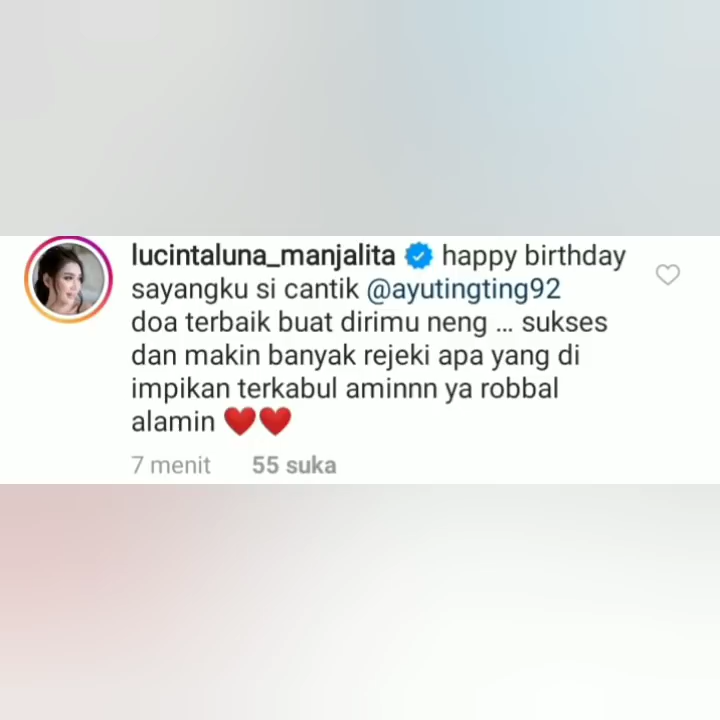 lucintaluna_manjalita happy birthday
sayangku si cantik @ayutingting92
doa terbaik buat dirimu neng ... sukses
dan makin banyak rejeki apa yang di
impikan terkabul aminnn ya robbal
alamin ❤️❤️
7 menit 55 suka